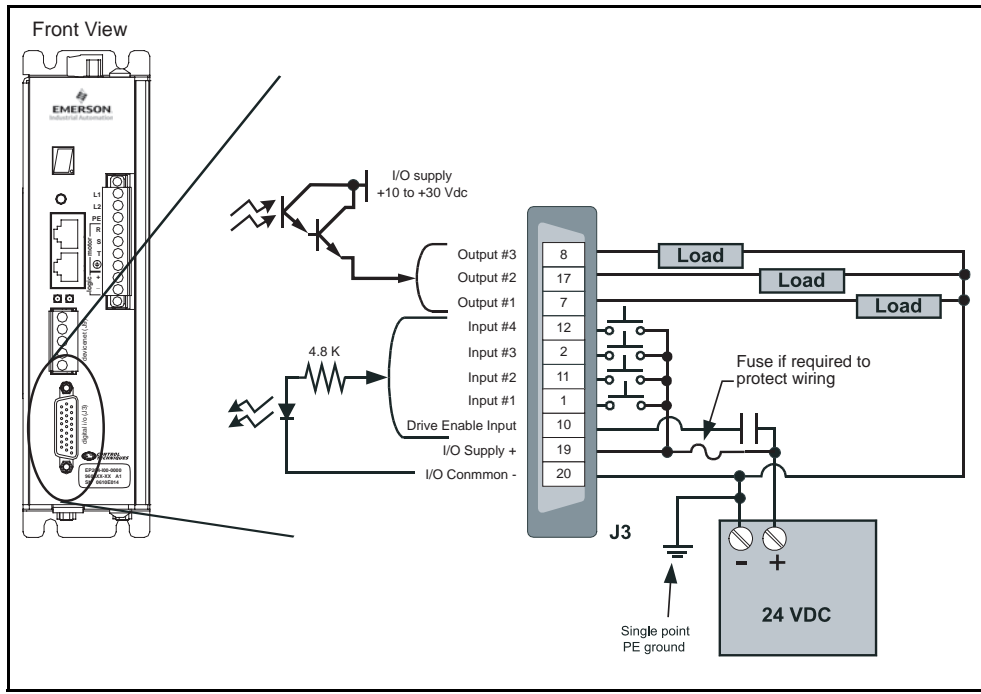 Front View
EMERSON
Industrial Automation
L1
L2
PE
R
S
T
motor
logic
+
-
devicenet (J6)
digital i/o (J3)
CONTROL
TECHNIQUES
I/O supply
+10 to +30 Vdc
Output #3
Output #2
Output #1
Input #4
Input #3
Input #2
Input #1
Drive Enable Input
I/O Supply +
I/O Conmmon -
4.8 K
8
17
7
12
2
11
1
10
19
20
J3
Load
Load
Load
Fuse if required to
protect wiring
- +
24 VDC
Single point
PE ground